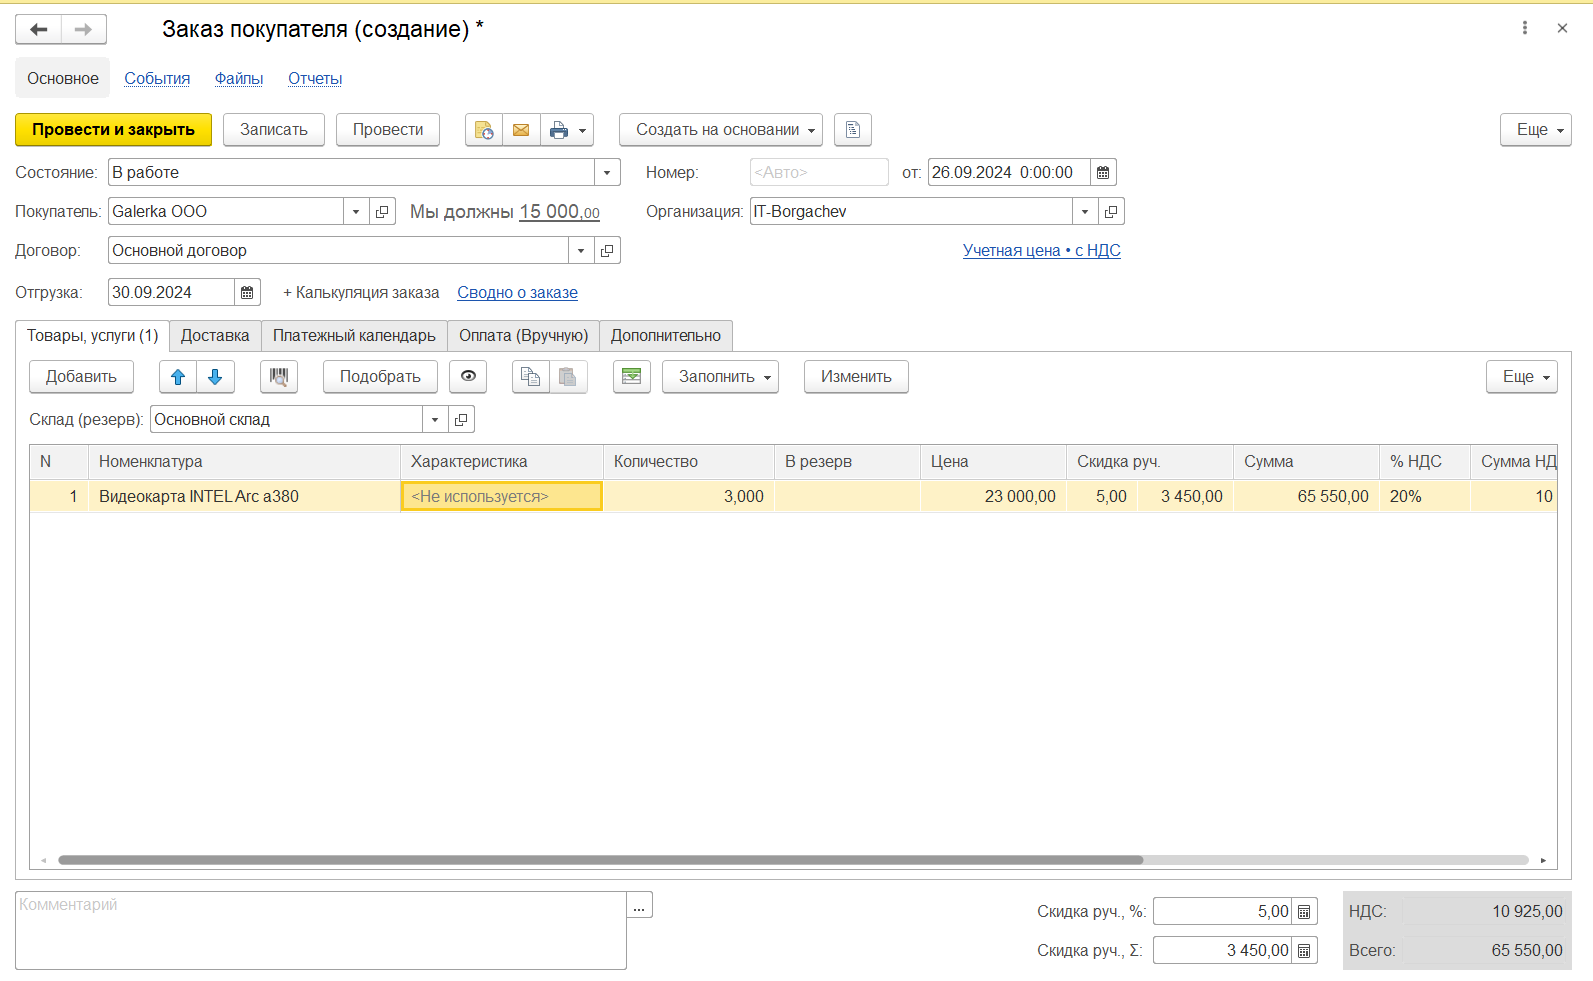 Заказ покупателя (создание) *
Основное События Файлы Отчеты
Провести и закрыть Записать Провести Создать на основании Еще
Состояние: В работе Номер: <Авто> от: 26.09.2024 0:00:00
Покупатель: Galerka ООО Мы должны 15 000,00 Организация: IT-Borgachev
Договор: Основной договор Учетная цена • с НДС
Отгрузка: 30.09.2024 + Калькуляция заказа Сводно о заказе
Товары, услуги (1) Доставка Платежный календарь Оплата (Вручную) Дополнительно
Добавить Подобрать Заполнить Изменить Еще
Склад (резерв): Основной склад
N Номенклатура Характеристика Количество В резерв Цена Скидка руч. Сумма % НДС Сумма НД
1 Видеокарта INTEL Arc a380 <Не используется> 3,000 23 000,00 5,00 3 450,00 65 550,00 20% 10
Комментарий ...
Скидка руч., %: 5,00 НДС: 10 925,00
Скидка руч., Σ: 3 450,00 Всего: 65 550,00